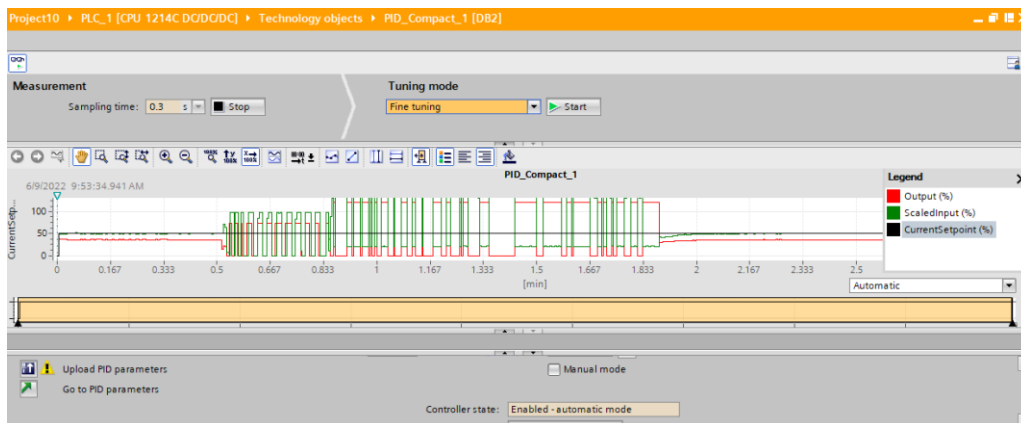 Project10 ▸ PLC_1 [CPU 1214C DC/DC/DC] ▸ Technology objects ▸ PID_Compact_1 [DB2]
Measurement
Tuning mode
Sampling time: 0.3 s Stop
Fine tuning Start
PID_Compact_1
Legend
6/9/2022 9:53:34.941 AM
Output (%)
ScaledInput (%)
CurrentSetpoint (%)
CurrentSetp...
100
50
0
0 0.167 0.333 0.5 0.667 0.833 1 1.167 1.333 1.5 1.667 1.833 2 2.167 2.333 2.5
[min]
Automatic
Upload PID parameters
Manual mode
Go to PID parameters
Controller state: Enabled - automatic mode